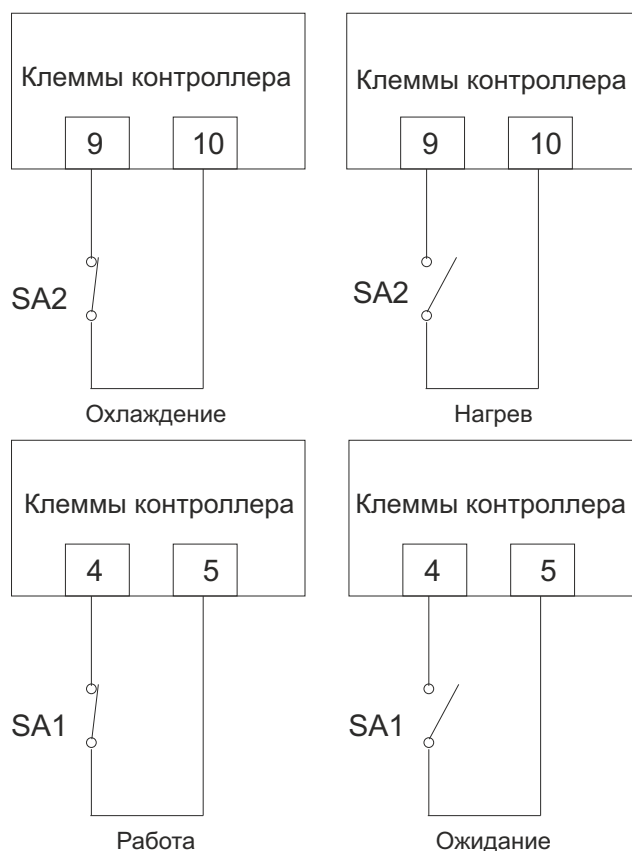 Клеммы контроллера
9 10
SA2
Охлаждение
Клеммы контроллера
9 10
SA2
Нагрев
Клеммы контроллера
4 5
SA1
Работа
Клеммы контроллера
4 5
SA1
Ожидание